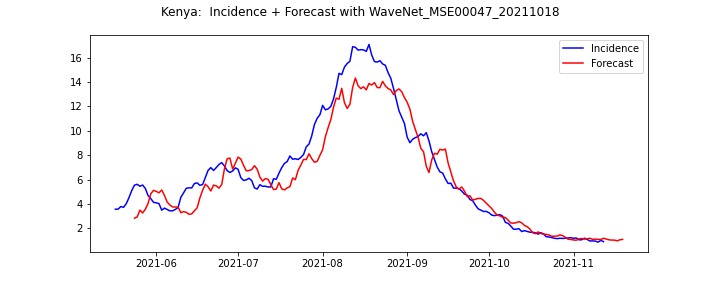 Kenya:  Incidence + Forecast with WaveNet_MSE00047_20211018
Incidence
Forecast
16
14
12
10
8
6
4
2
2021-06 2021-07 2021-08 2021-09 2021-10 2021-11